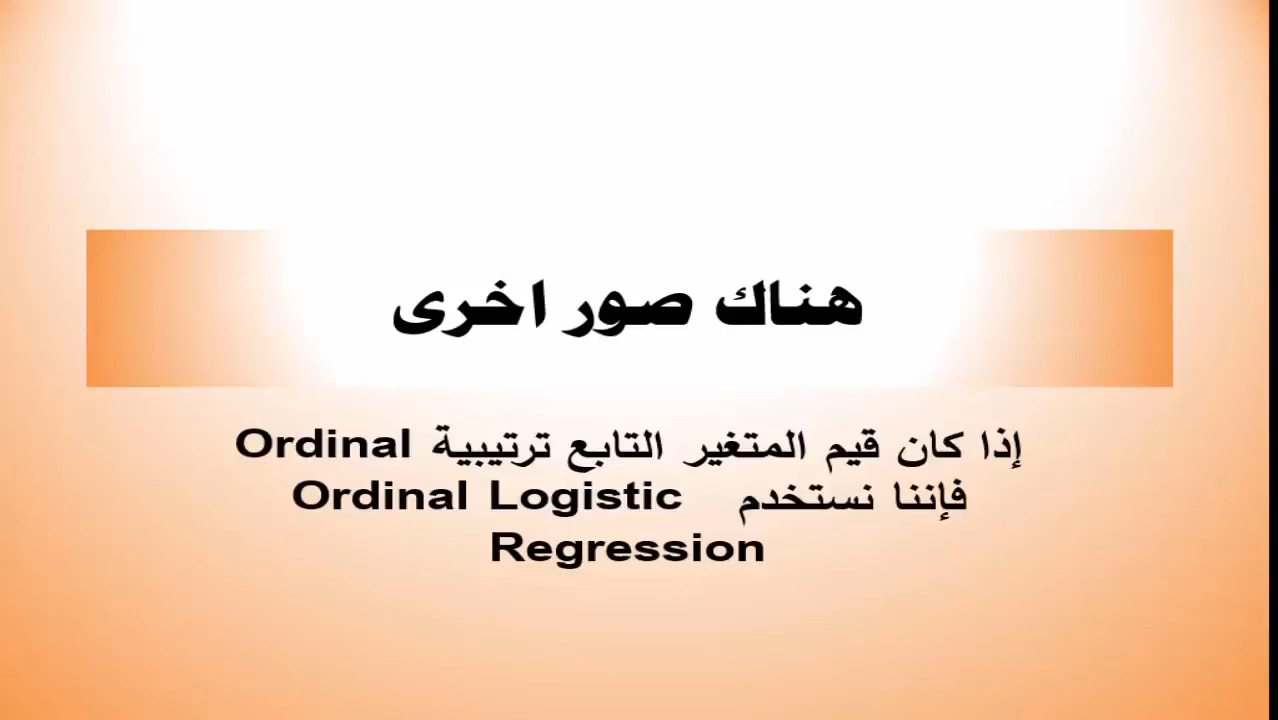 هناك صور اخرى
إذا كان قيم المتغير التابع ترتيبية Ordinal
فإننا نستخدم Ordinal Logistic
Regression